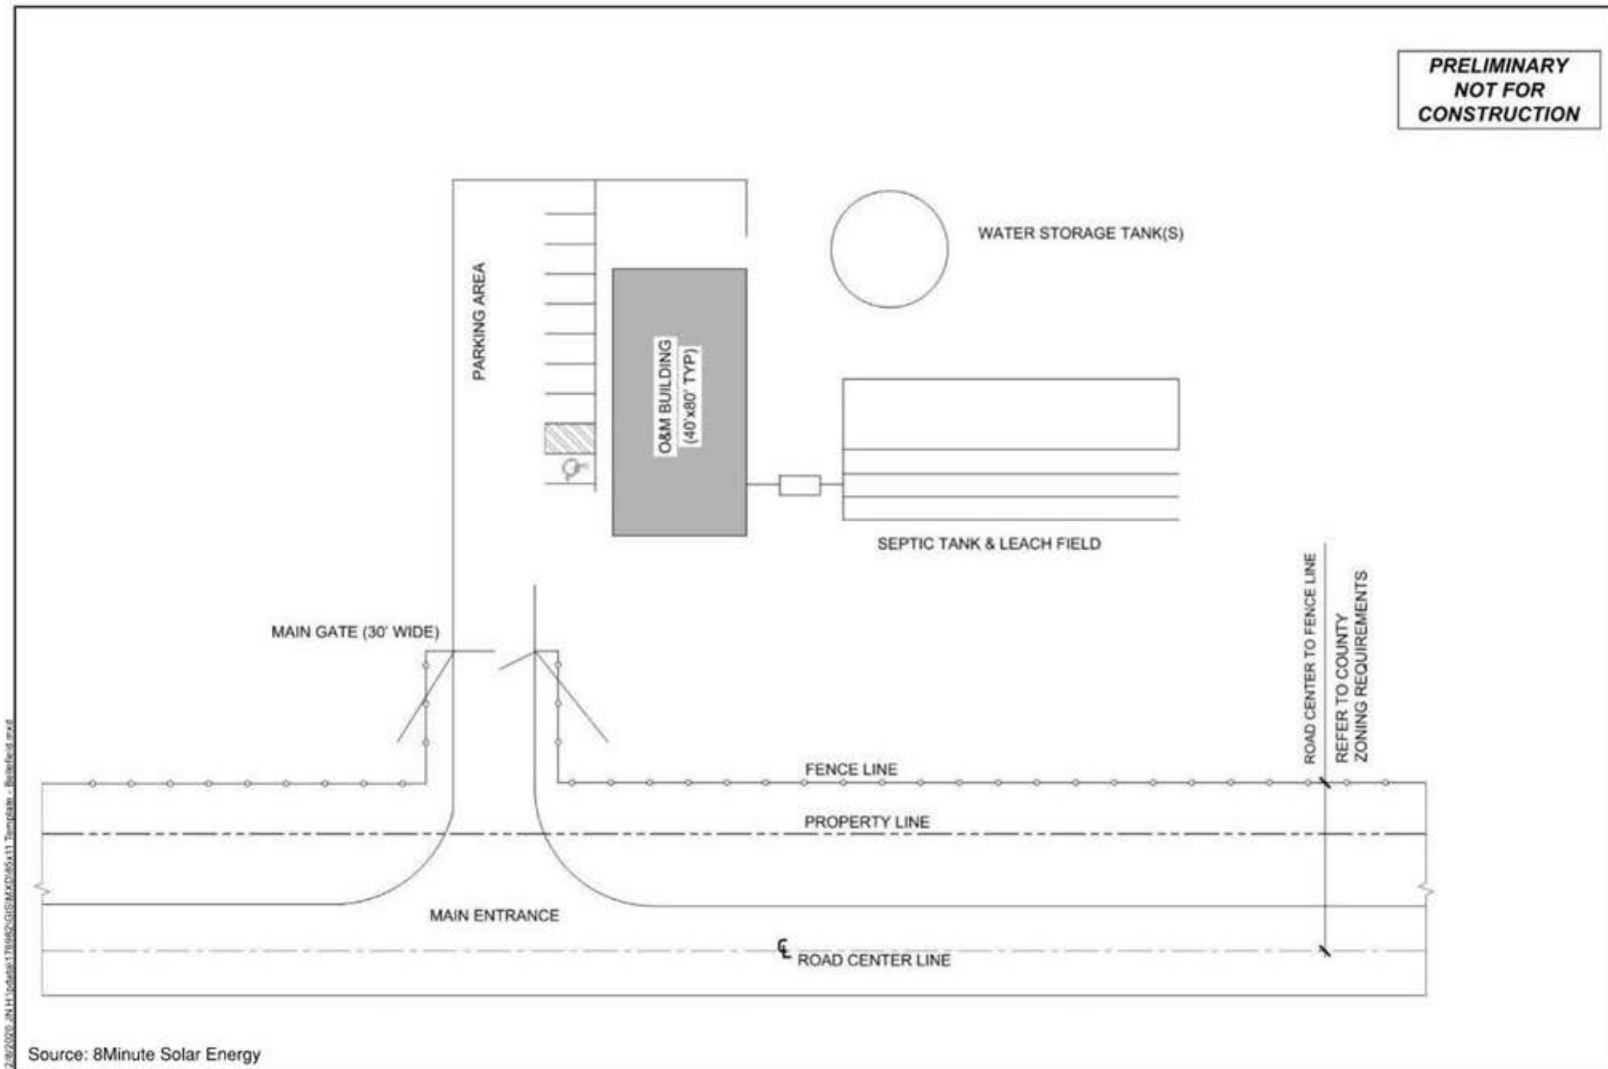 PRELIMINARY
NOT FOR
CONSTRUCTION
WATER STORAGE TANK(S)
PARKING AREA
O&M BUILDING
(40'x80' TYP)
SEPTIC TANK & LEACH FIELD
MAIN GATE (30' WIDE)
ROAD CENTER TO FENCE LINE
REFER TO COUNTY
ZONING REQUIREMENTS
FENCE LINE
PROPERTY LINE
MAIN ENTRANCE
ROAD CENTER LINE
Source: 8Minute Solar Energy